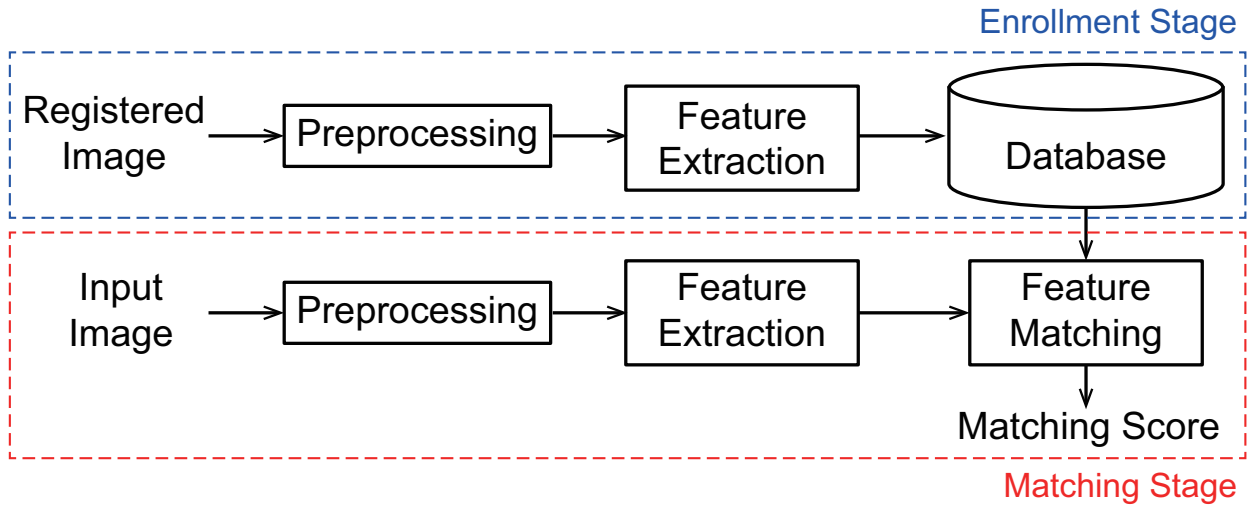 Enrollment Stage
Registered
Image
Preprocessing
Feature
Extraction
Database
Input
Image
Preprocessing
Feature
Extraction
Feature
Matching
Matching Score
Matching Stage